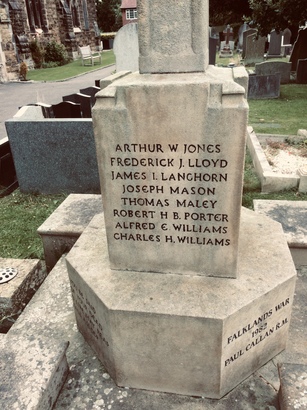 ARTHUR W JONES
FREDERICK J. LLOYD
JAMES I. LANGHORN
JOSEPH MASON
THOMAS MALEY
ROBERT H B. PORTER
ALFRED E. WILLIAMS
CHARLES H. WILLIAMS
FALKLANDS WAR
1982
PAUL CALLAN R.M.